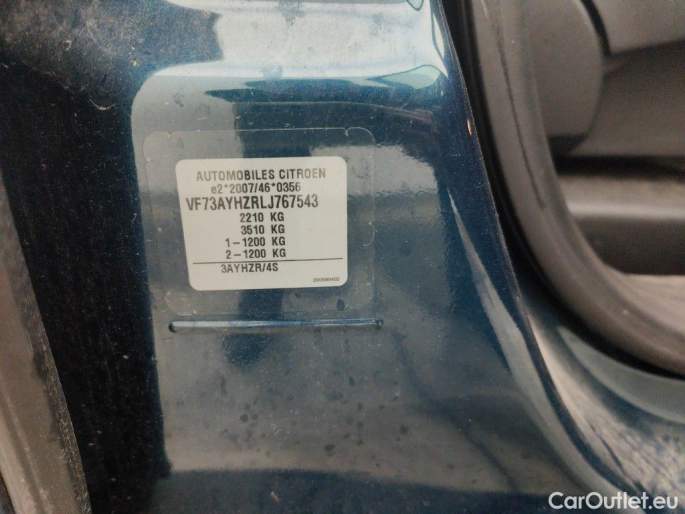 AUTOMOBILES CITROEN
e2*2007/46*0356
VF73AYHZRLJ767543
2210 KG
3510 KG
1-1200 KG
2-1200 KG
3AYHZR/4S
CarOutlet.eu